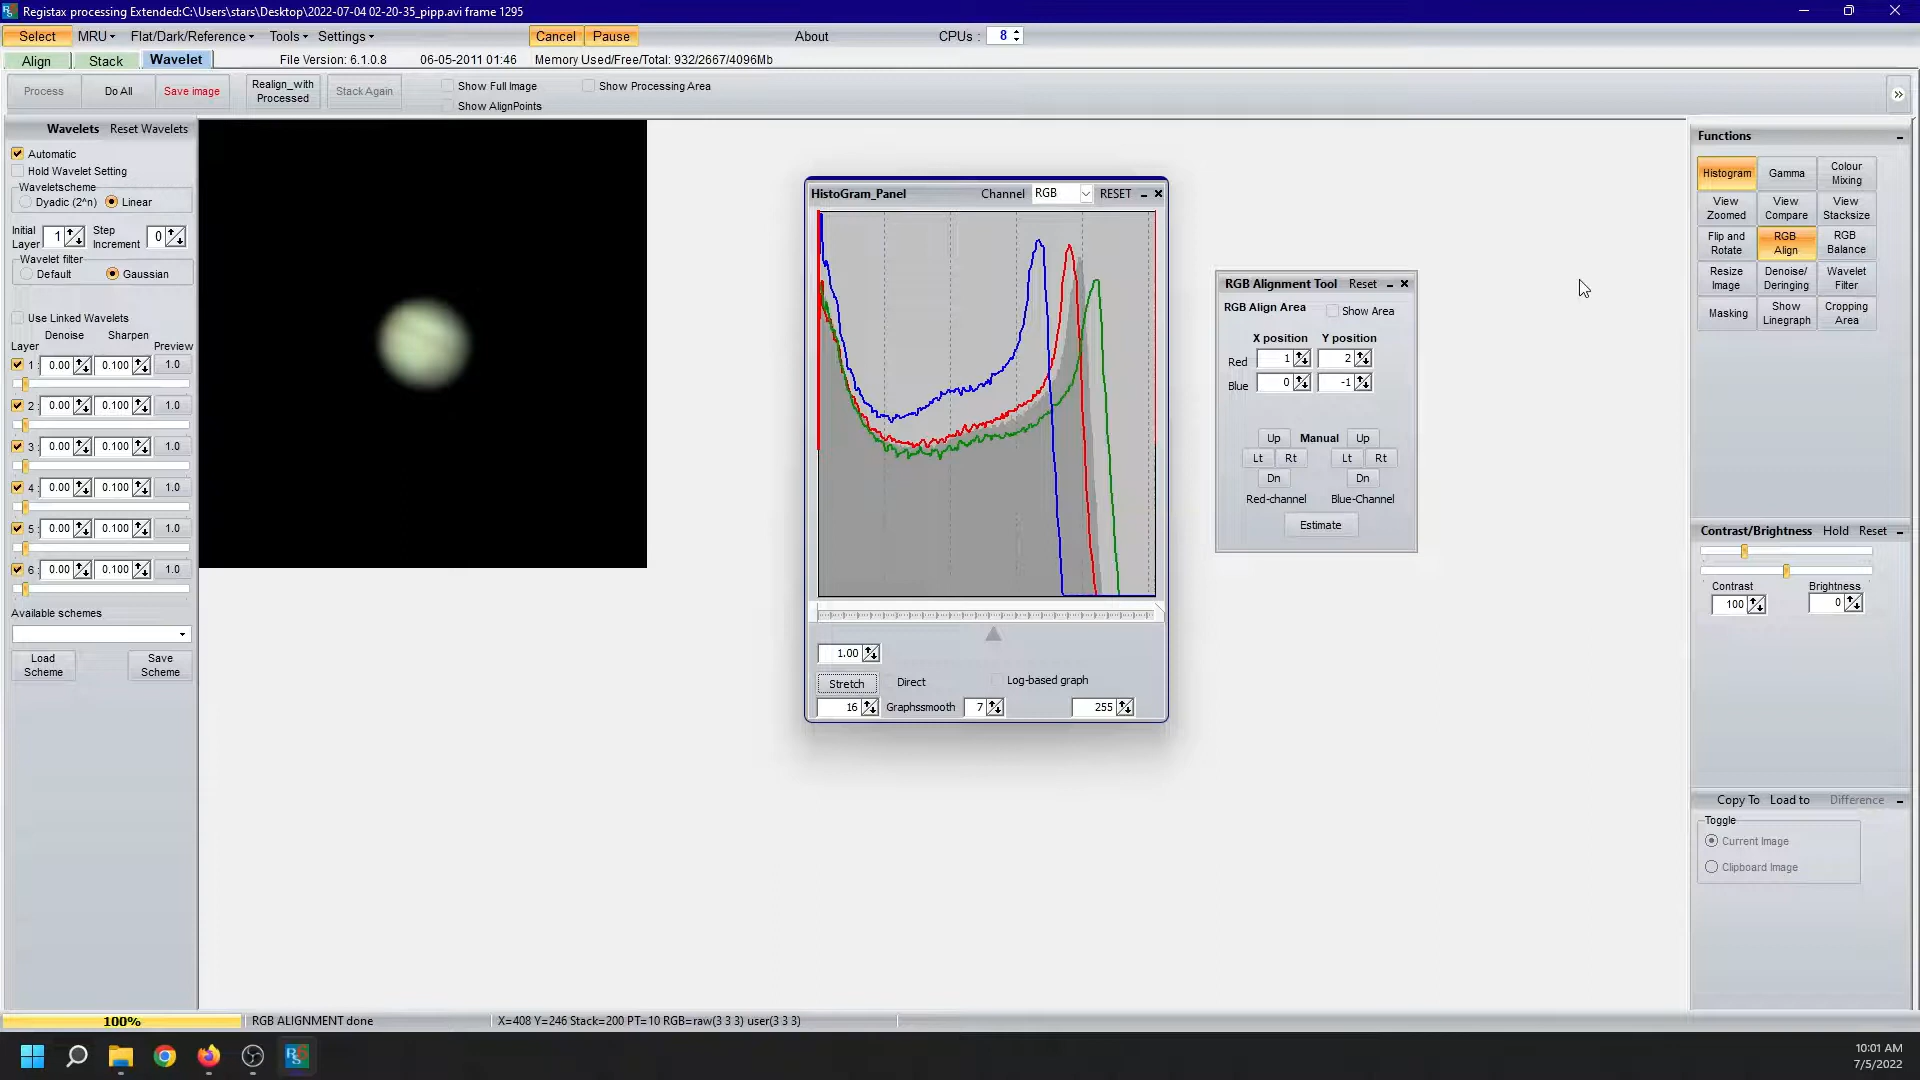 Registax processing Extended:C:\Users\stars\Desktop\2022-07-04 02-20-35_pipp.avi frame 1295
Select MRU Flat/Dark/Reference Tools Settings Cancel Pause About CPUs : 8
Align Stack Wavelet File Version: 6.1.0.8 06-05-2011 01:46 Memory Used/Free/Total: 932/2667/4096Mb
Process Do All Save image Realign_with Processed Stack Again Show Full Image Show Processing Area
Show AlignPoints
Wavelets Reset Wavelets
Automatic
Hold Wavelet Setting
Waveletscheme
Dyadic (2^n) Linear
Initial Layer 1 Step Increment 0
Wavelet filter
Default Gaussian
Use Linked Wavelets
Denoise Sharpen
Layer Preview
1 : 0.00 0.100 1.0
2 : 0.00 0.100 1.0
3 : 0.00 0.100 1.0
4 : 0.00 0.100 1.0
5 : 0.00 0.100 1.0
6 : 0.00 0.100 1.0
Available schemes
Load Scheme Save Scheme
HistoGram_Panel Channel RGB RESET
1.00
Stretch Direct Log-based graph
16 Graphssmooth 7 255
RGB Alignment Tool Reset
RGB Align Area Show Area
X position Y position
Red 1 2
Blue 0 -1
Up Manual Up
Lt Rt Lt Rt
Dn Dn
Red-channel Blue-Channel
Estimate
Functions
Histogram Gamma Colour Mixing
View Zoomed View Compare View Stacksize
Flip and Rotate RGB Align RGB Balance
Resize Image Denoise/ Deringing Wavelet Filter
Masking Show Linegraph Cropping Area
Contrast/Brightness Hold Reset
Contrast Brightness
100 0
Copy To Load to Difference
Toggle
Current Image
Clipboard Image
100% RGB ALIGNMENT done X=408 Y=246 Stack=200 PT=10 RGB=raw(3 3 3) user(3 3 3)
10:01 AM
7/5/2022